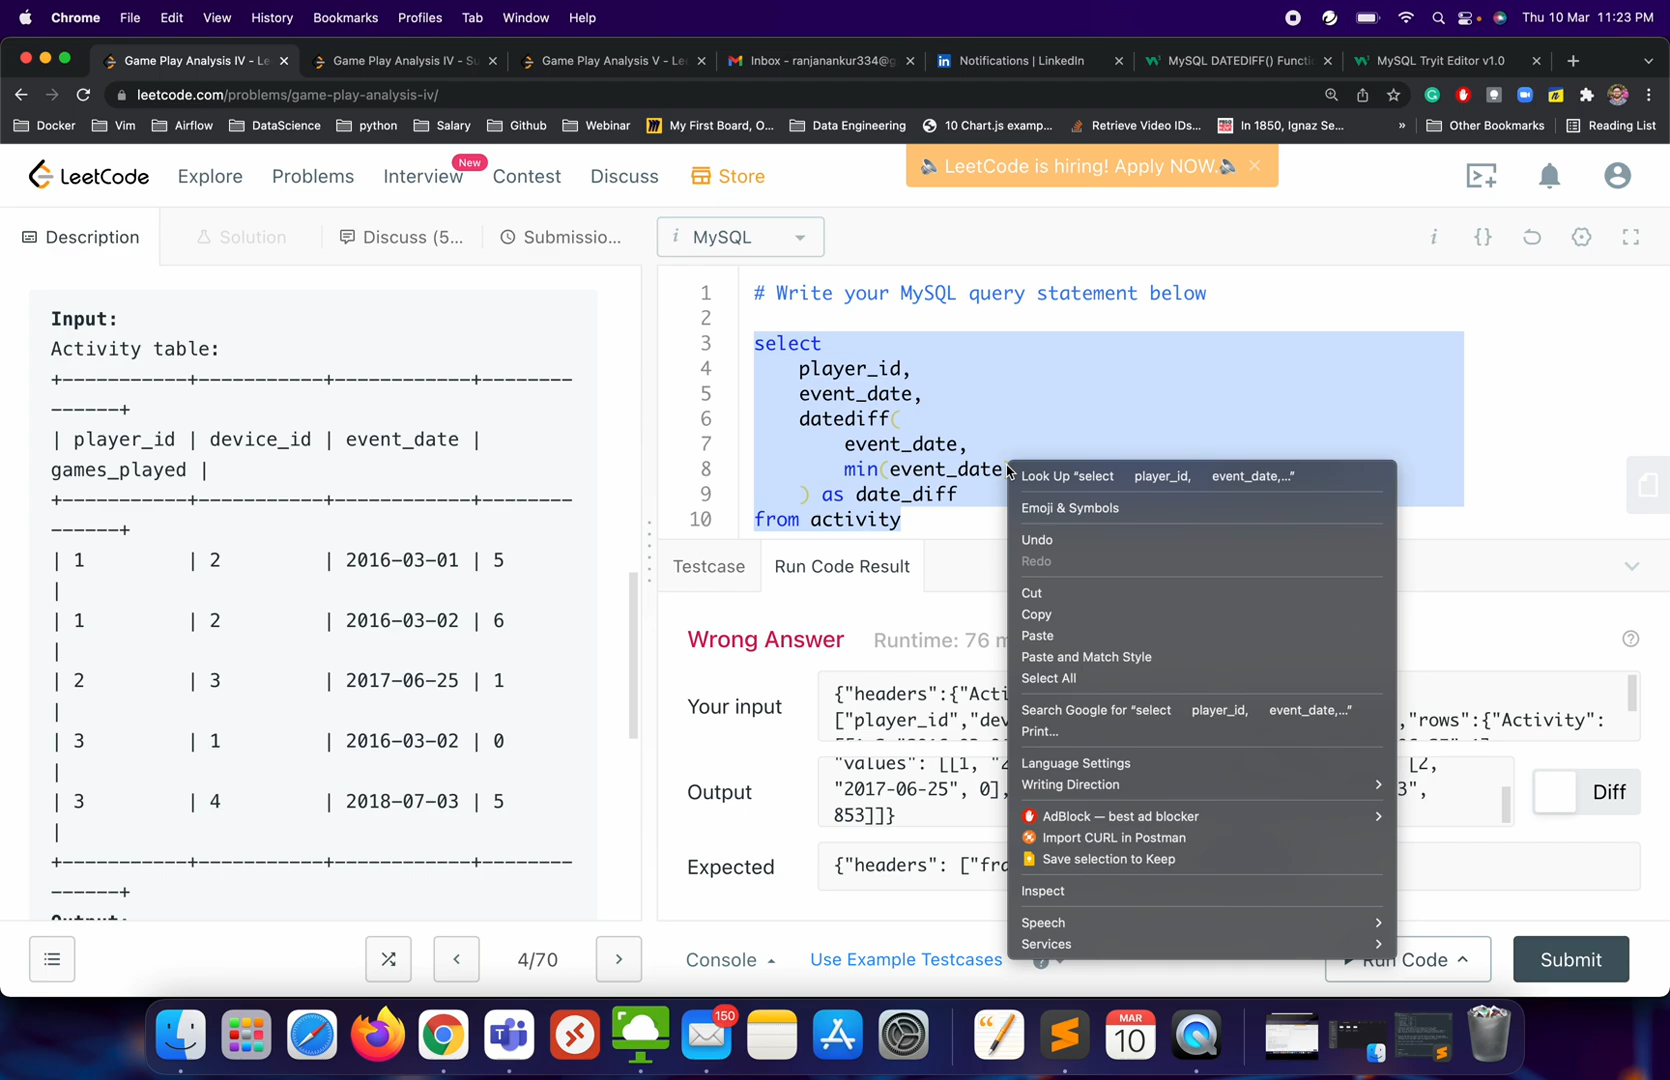 Chrome File Edit View History Bookmarks Profiles Tab Window Help Thu 10 Mar 11:23 PM
Game Play Analysis IV - Le Game Play Analysis IV - Su Game Play Analysis V - Lee Inbox - ranjanankur334@g Notifications | LinkedIn MySQL DATEDIFF() Functi MySQL Tryit Editor v1.0
leetcode.com/problems/game-play-analysis-iv/
Docker Vim Airflow DataScience python Salary Github Webinar My First Board, O... Data Engineering 10 Chart.js examp... Retrieve Video IDs... In 1850, Ignaz Se... » Other Bookmarks Reading List
LeetCode Explore Problems Interview New Contest Discuss Store LeetCode is hiring! Apply NOW.
Description Solution Discuss (5... Submissio... i MySQL
Input:
Activity table:
+-----------+-----------+------------+--------
------+
| player_id | device_id | event_date |
games_played |
+-----------+-----------+------------+--------
------+
| 1 | 2 | 2016-03-01 | 5
|
| 1 | 2 | 2016-03-02 | 6
|
| 2 | 3 | 2017-06-25 | 1
|
| 3 | 1 | 2016-03-02 | 0
|
| 3 | 4 | 2018-07-03 | 5
|
+-----------+-----------+------------+--------
------+
1 # Write your MySQL query statement below
2
3 select
4 player_id,
5 event_date,
6 datediff(
7 event_date,
8 min(event_date
9 ) as date_diff
10 from activity
Look Up “select player_id, event_date,...”
Emoji & Symbols
Undo
Redo
Cut
Copy
Paste
Paste and Match Style
Select All
Search Google for “select player_id, event_date,...”
Print...
Language Settings
Writing Direction
AdBlock — best ad blocker
Import CURL in Postman
Save selection to Keep
Inspect
Speech
Services
Testcase Run Code Result
Wrong Answer Runtime: 76 m
Your input
{"headers":{"Acti
["player_id","dev ,"rows":{"Activity":
Output
"values": [[1, "2 [2,
"2017-06-25", 0], 3",
853]]}
Diff
Expected
{"headers": ["fra
4/70
Console Use Example Testcases Run Code Submit
150
MAR
10